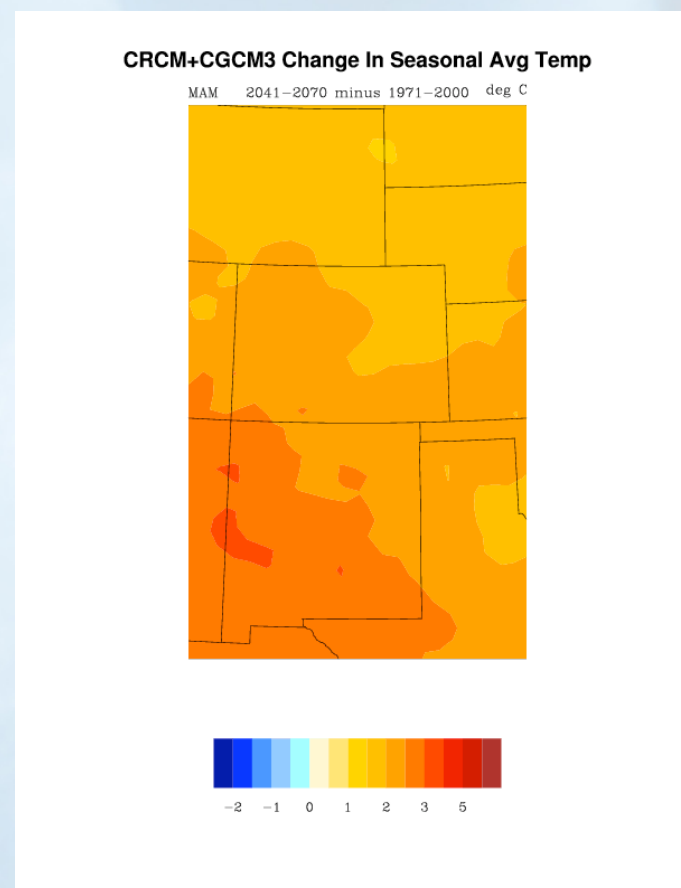 CRCM+CGCM3 Change In Seasonal Avg Temp
MAM 2041−2070 minus 1971−2000 deg C
−2 −1 0 1 2 3 5